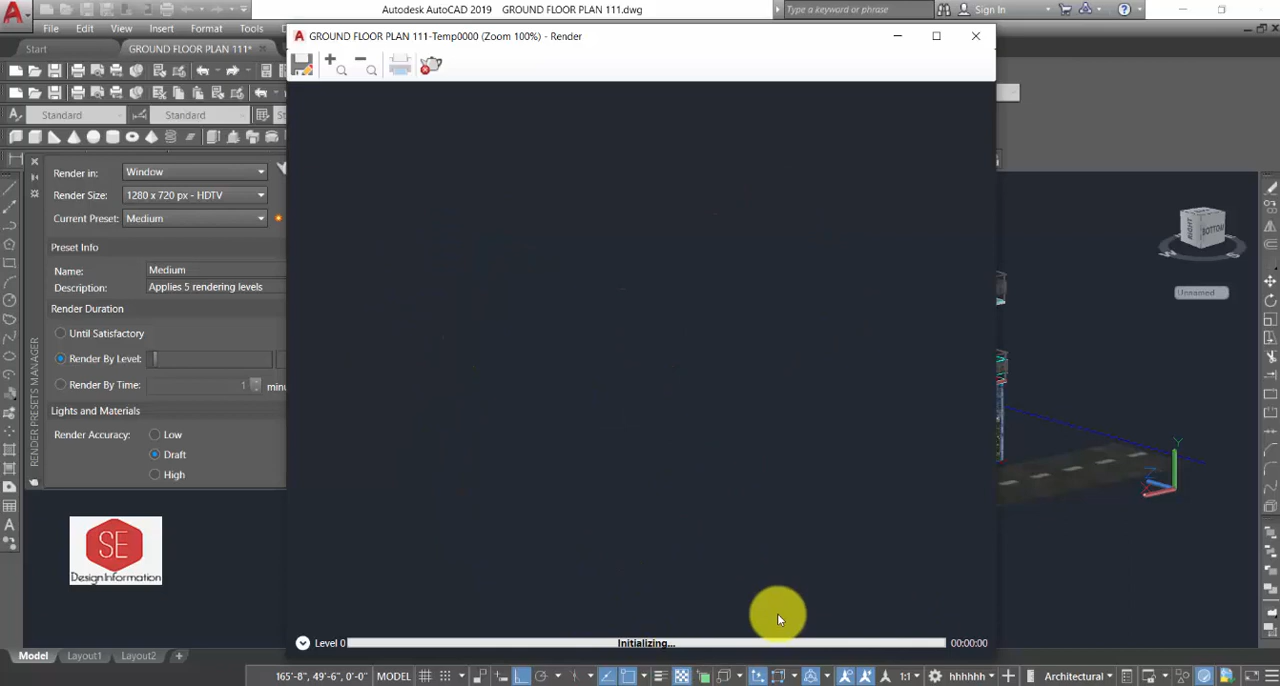 Autodesk AutoCAD 2019 GROUND FLOOR PLAN 111.dwg
Type a keyword or phrase
Sign In
File
Edit
View
Insert
Format
Tools
Start
GROUND FLOOR PLAN 111*
GROUND FLOOR PLAN 111-Temp0000 (Zoom 100%) - Render
Standard
Standard
Render in:
Window
Render Size:
1280 x 720 px - HDTV
Current Preset:
Medium
Preset Info
Name:
Medium
Description:
Applies 5 rendering levels
Render Duration
Until Satisfactory
Render By Level:
Render By Time:
1
minu
Lights and Materials
Render Accuracy:
Low
Draft
High
RENDER PRESETS MANAGER
SE
Design Information
RIGHT
BOTTOM
Unnamed
Y
Z
X
Level 0
Initializing...
00:00:00
Model
Layout1
Layout2
165'-8", 49'-6", 0'-0"
MODEL
1:1
hhhhhh
Architectural